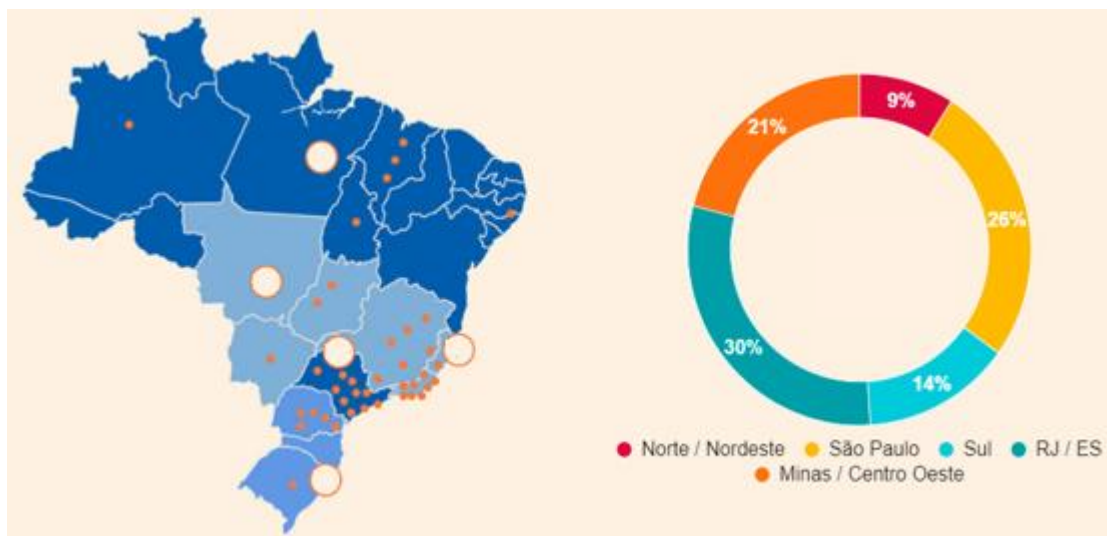 9%
21%
26%
30%
14%
Norte / Nordeste São Paulo Sul RJ / ES
Minas / Centro Oeste